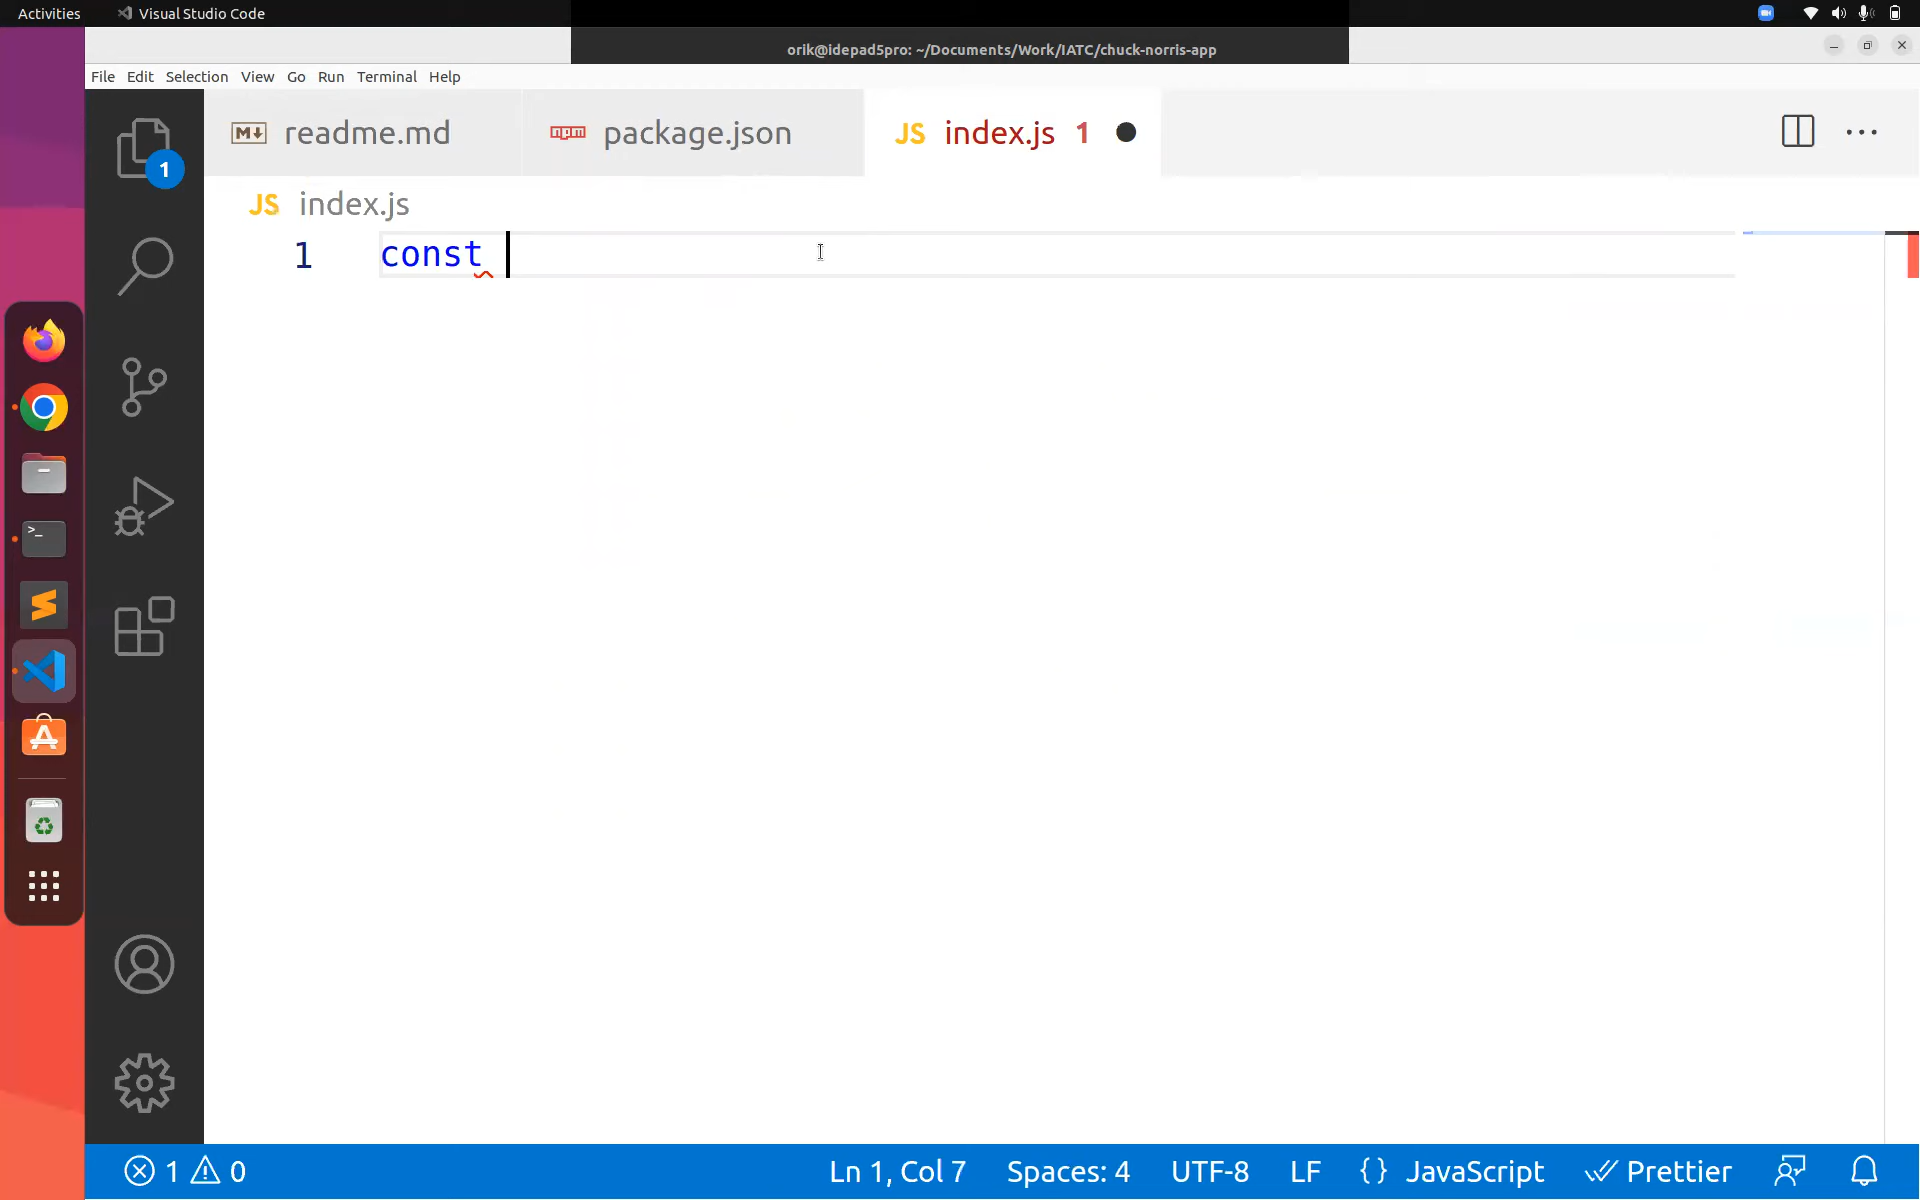 Activities Visual Studio Code
orik@idepad5pro: ~/Documents/Work/IATC/chuck-norris-app
File Edit Selection View Go Run Terminal Help
1 readme.md package.json JS index.js 1
JS index.js
1 const
>_
1 0 Ln 1, Col 7 Spaces: 4 UTF-8 LF {} JavaScript Prettier